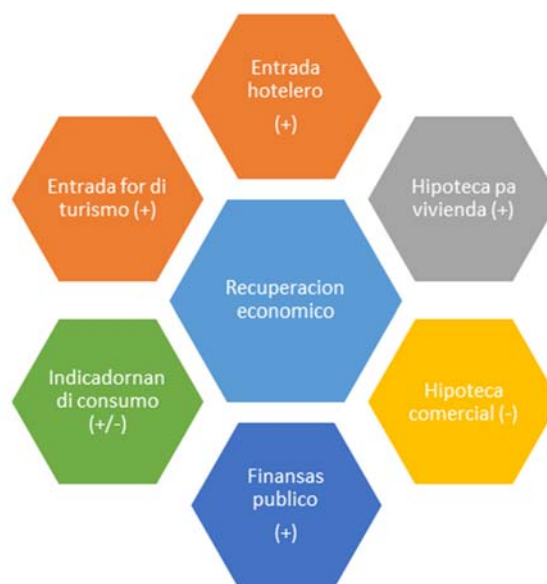 Entrada
hotelero
(+)
Entrada for di
turismo (+)
Hipoteca pa
vivienda (+)
Recuperacion
economico
Indicadornan
di consumo
(+/-)
Hipoteca
comercial (-)
Finansas
publico
(+)